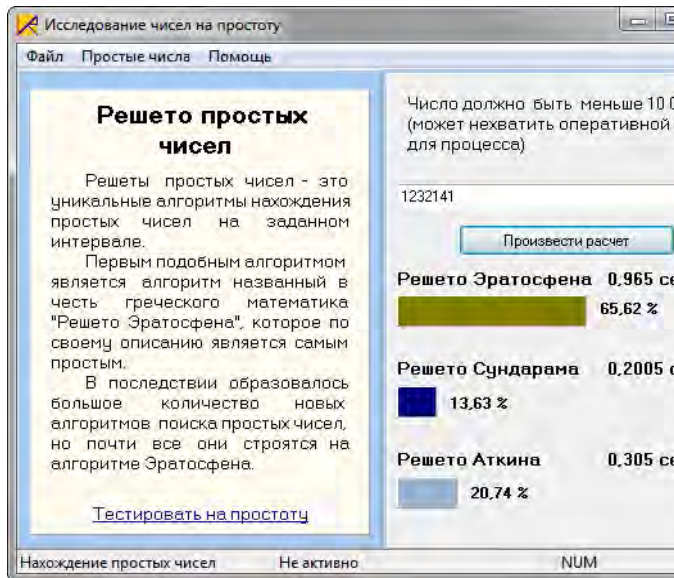 Исследование чисел на простоту
Файл Простые числа Помощь
Решето простых
чисел
Решеты простых чисел - это
уникальные алгоритмы нахождения
простых чисел на заданном
интервале.
Первым подобным алгоритмом
является алгоритм названный в
честь греческого математика
"Решето Эратосфена", которое по
своему описанию является самым
простым.
В последствии образовалось
большое количество новых
алгоритмов поиска простых чисел,
но почти все они строятся на
алгоритме Эратосфена.
Тестировать на простоту
Число должно быть меньше 10
(может нехватить оперативной
для процесса)
1232141
Произвести расчет
Решето Эратосфена 0,965
65,62 %
Решето Сундарама 0,2005
13,63 %
Решето Аткина 0,305
20,74 %
Нахождение простых чисел Не активно NUM